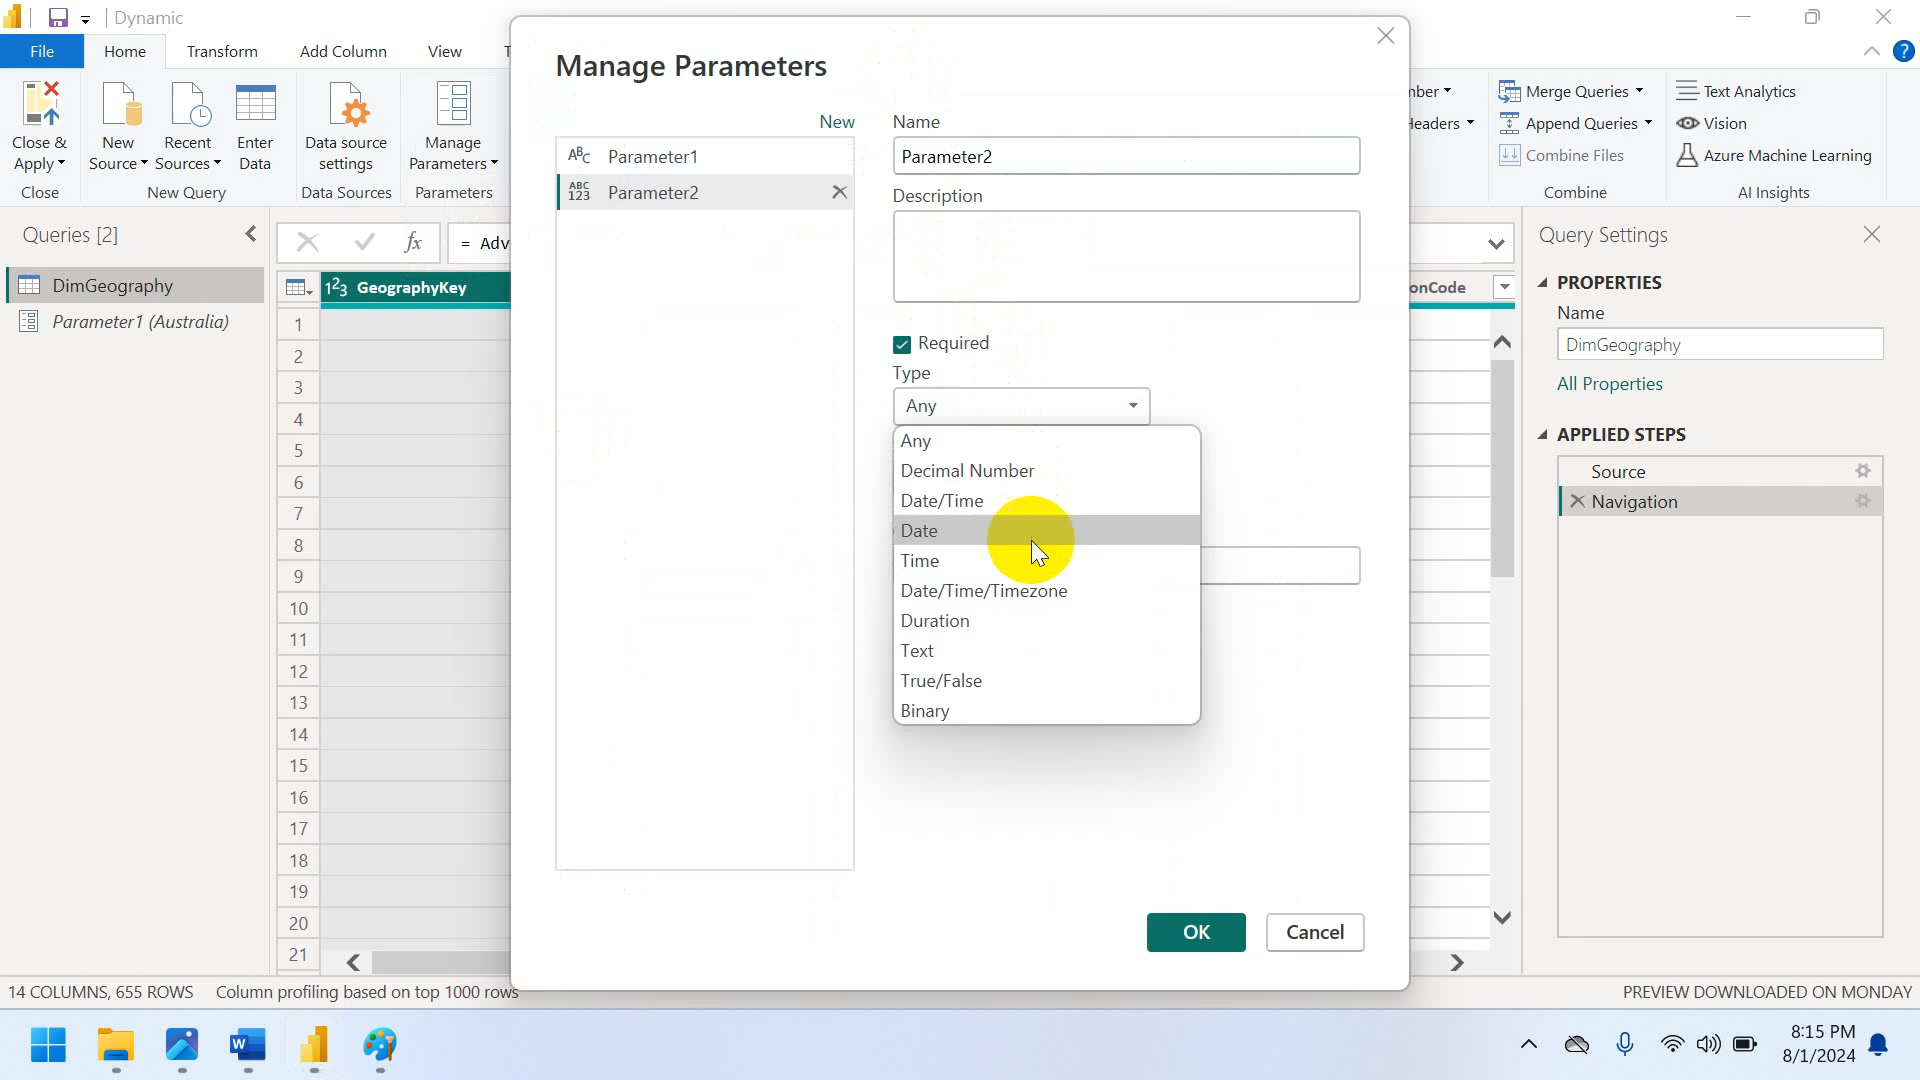 Dynamic
File
Home
Transform
Add Column
View
T
Close & Apply
New Source
Recent Sources
Enter Data
Data source settings
Manage Parameters
Close
New Query
Data Sources
Parameters
Merge Queries
Append Queries
Combine Files
Combine
Text Analytics
Vision
Azure Machine Learning
AI Insights
Queries [2]
DimGeography
Parameter1 (Australia)
fx
= Adv
1²3 GeographyKey
onCode
1
2
3
4
5
6
7
8
9
10
11
12
13
14
15
16
17
18
19
20
21
Manage Parameters
New
ABC Parameter1
ABC 123 Parameter2
Name
Parameter2
Description
Required
Type
Any
Any
Decimal Number
Date/Time
Date
Time
Date/Time/Timezone
Duration
Text
True/False
Binary
OK
Cancel
Query Settings
PROPERTIES
Name
DimGeography
All Properties
APPLIED STEPS
Source
Navigation
14 COLUMNS, 655 ROWS
Column profiling based on top 1000 rows
PREVIEW DOWNLOADED ON MONDAY
8:15 PM
8/1/2024